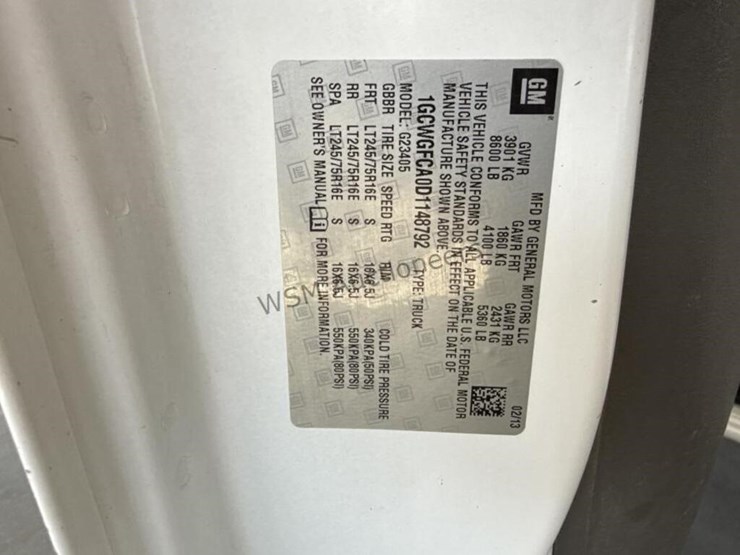 GM
MFD BY GENERAL MOTORS LLC 02/13
GVWR GAWR FRT GAWR RR
3901 KG 1860 KG 2431 KG
8600 LB 4100 LB 5360 LB
THIS VEHICLE CONFORMS TO ALL APPLICABLE U.S. FEDERAL MOTOR
VEHICLE SAFETY STANDARDS IN EFFECT ON THE DATE OF
MANUFACTURE SHOWN ABOVE.
1GCWGFCA0D1148792 TYPE: TRUCK
MODEL: G23405
GBBR TIRE SIZE SPEED RTG RIM COLD TIRE PRESSURE
FRT LT245/75R16E S 16X6.5J 340KPA(50PSI)
RR LT245/75R16E S 16X6.5J 550KPA(80PSI)
SPA LT245/75R16E S 16X6.5J 550KPA(80PSI)
SEE OWNER'S MANUAL FOR MORE INFORMATION.